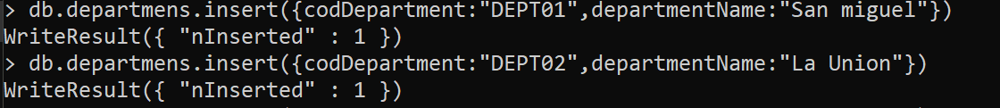 > db.departmens.insert({codDepartment:"DEPT01",departmentName:"San miguel"})
WriteResult({ "nInserted" : 1 })
> db.departmens.insert({codDepartment:"DEPT02",departmentName:"La Union"})
WriteResult({ "nInserted" : 1 })